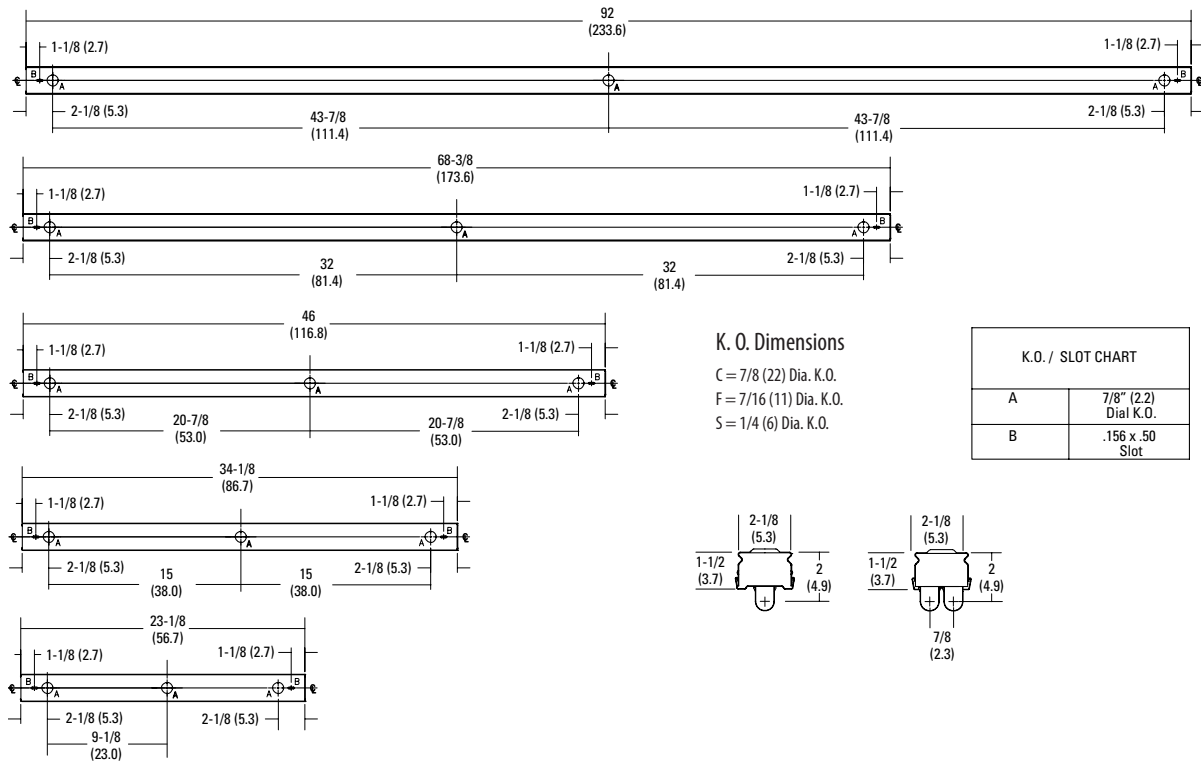 92
(233.6)
1-1/8 (2.7)
1-1/8 (2.7)
℄ B A
A
A B ℄
2-1/8 (5.3)
2-1/8 (5.3)
43-7/8
(111.4)
43-7/8
(111.4)
68-3/8
(173.6)
1-1/8 (2.7)
1-1/8 (2.7)
℄ B A
A
A B ℄
2-1/8 (5.3)
2-1/8 (5.3)
32
(81.4)
32
(81.4)
46
(116.8)
1-1/8 (2.7)
1-1/8 (2.7)
℄ B A
A
A B ℄
2-1/8 (5.3)
2-1/8 (5.3)
20-7/8
(53.0)
20-7/8
(53.0)
K. O. Dimensions
C = 7/8 (22) Dia. K.O.
F = 7/16 (11) Dia. K.O.
S = 1/4 (6) Dia. K.O.
K.O. / SLOT CHART
A 7/8" (2.2)
Dial K.O.
B .156 x .50
Slot
34-1/8
(86.7)
1-1/8 (2.7)
1-1/8 (2.7)
℄ B A
A
A B ℄
2-1/8 (5.3)
2-1/8 (5.3)
15
(38.0)
15
(38.0)
2-1/8
(5.3)
1-1/2
(3.7)
2
(4.9)
2-1/8
(5.3)
1-1/2
(3.7)
2
(4.9)
7/8
(2.3)
23-1/8
(56.7)
1-1/8 (2.7)
1-1/8 (2.7)
℄ B A
A
A B ℄
2-1/8 (5.3)
2-1/8 (5.3)
9-1/8
(23.0)